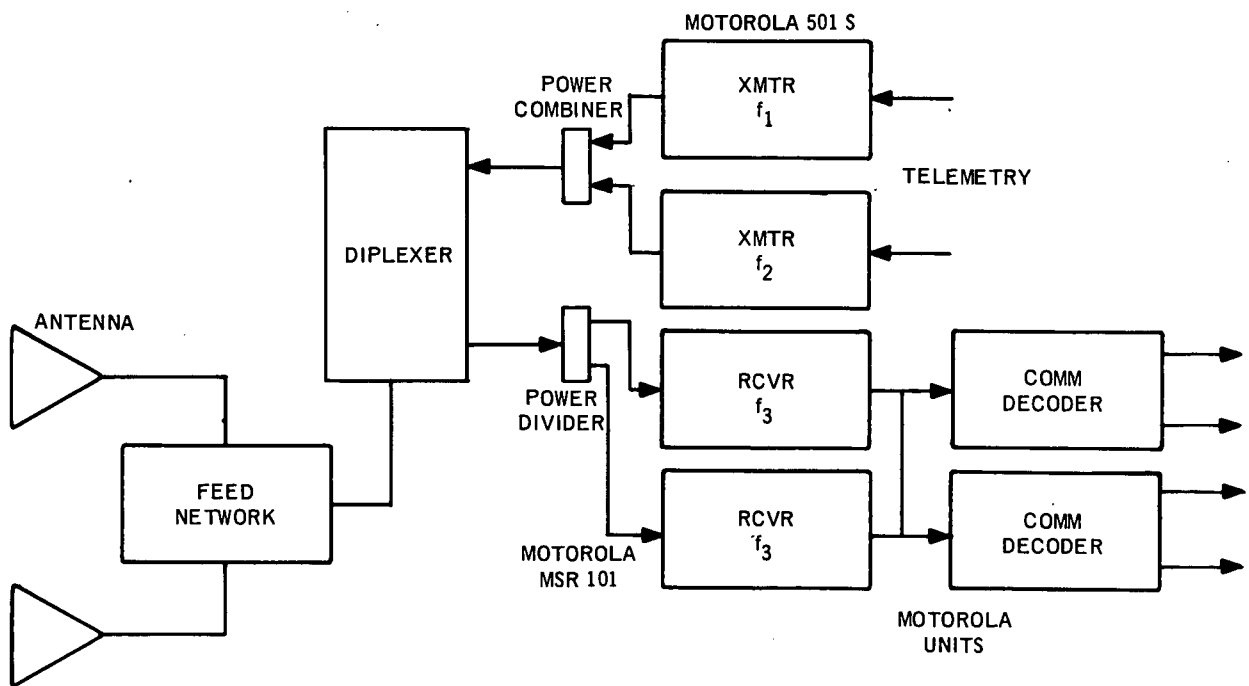 MOTOROLA 501 S
POWER
COMBINER
XMTR
f1
TELEMETRY
XMTR
f2
DIPLEXER
ANTENNA
POWER
DIVIDER
RCVR
f3
COMM
DECODER
FEED
NETWORK
MOTOROLA
MSR 101
RCVR
f3
COMM
DECODER
MOTOROLA
UNITS